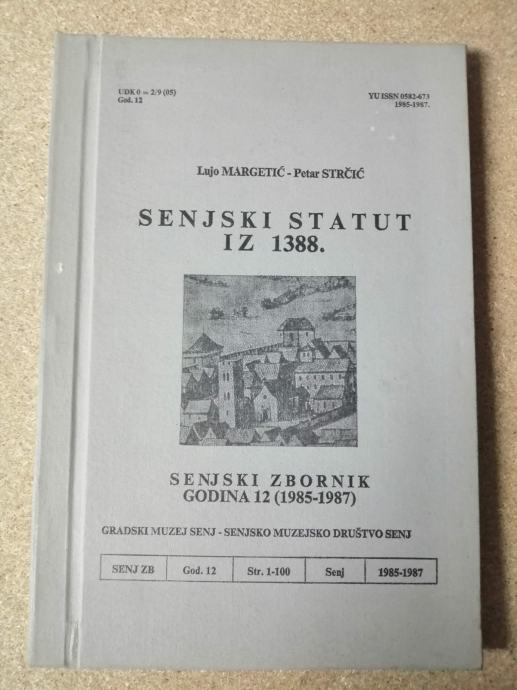 UDK 0 = 2/9 (05)
God. 12
YU ISSN 0582-673
1985-1987.
Lujo MARGETIĆ - Petar STRČIĆ
SENJSKI STATUT
IZ 1388.
SENJSKI ZBORNIK
GODINA 12 (1985-1987)
GRADSKI MUZEJ SENJ - SENJSKO MUZEJSKO DRUŠTVO SENJ
SENJ ZB God. 12 Str. 1-100 Senj 1985-1987